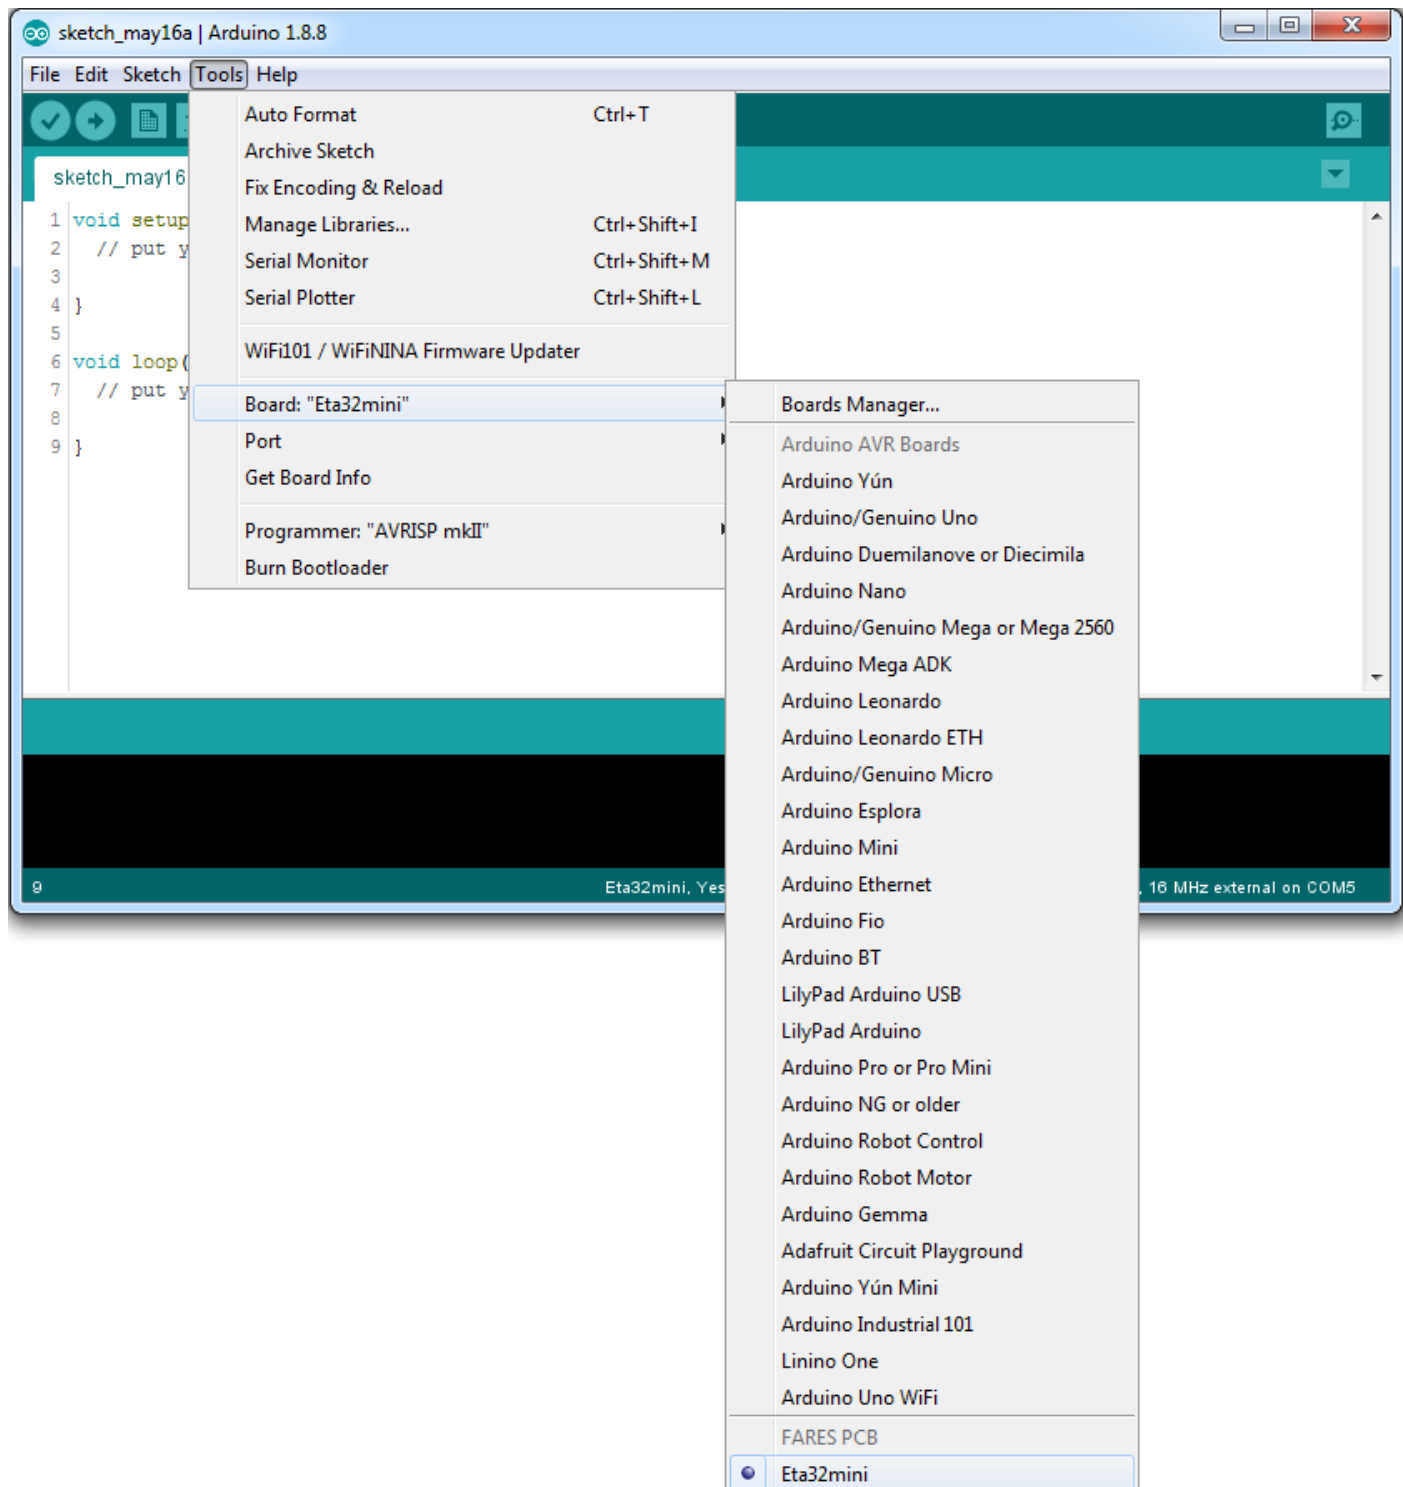 sketch_may16a | Arduino 1.8.8
File Edit Sketch Tools Help
Auto Format Ctrl+T
Archive Sketch
Fix Encoding & Reload
Manage Libraries... Ctrl+Shift+I
Serial Monitor Ctrl+Shift+M
Serial Plotter Ctrl+Shift+L
WiFi101 / WiFiNINA Firmware Updater
Board: "Eta32mini"
Port
Get Board Info
Programmer: "AVRISP mkII"
Burn Bootloader
sketch_may16
1 void setup
2 // put y
3
4 }
5
6 void loop(
7 // put y
8
9 }
Boards Manager...
Arduino AVR Boards
Arduino Yún
Arduino/Genuino Uno
Arduino Duemilanove or Diecimila
Arduino Nano
Arduino/Genuino Mega or Mega 2560
Arduino Mega ADK
Arduino Leonardo
Arduino Leonardo ETH
Arduino/Genuino Micro
Arduino Esplora
Arduino Mini
Arduino Ethernet
Arduino Fio
Arduino BT
LilyPad Arduino USB
LilyPad Arduino
Arduino Pro or Pro Mini
Arduino NG or older
Arduino Robot Control
Arduino Robot Motor
Arduino Gemma
Adafruit Circuit Playground
Arduino Yún Mini
Arduino Industrial 101
Linino One
Arduino Uno WiFi
FARES PCB
Eta32mini
9 Eta32mini, Yes , 16 MHz external on COM5